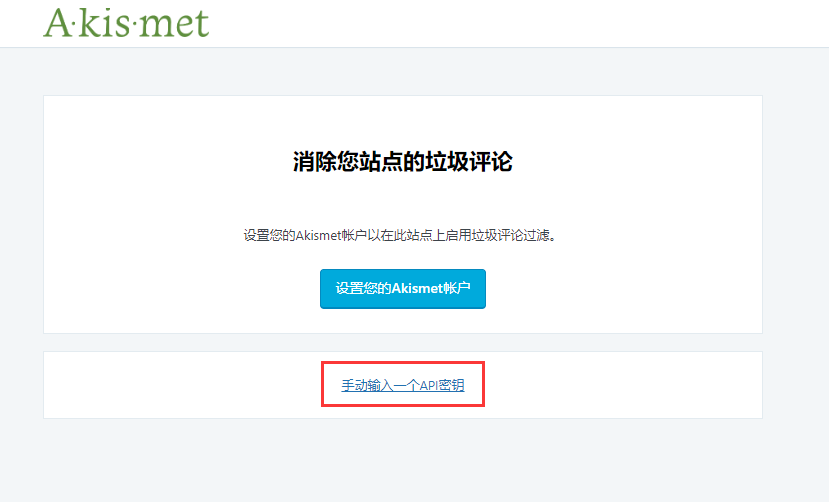 A·kis·met
消除您站点的垃圾评论
设置您的Akismet帐户以在此站点上启用垃圾评论过滤。
设置您的Akismet帐户
手动输入一个API密钥